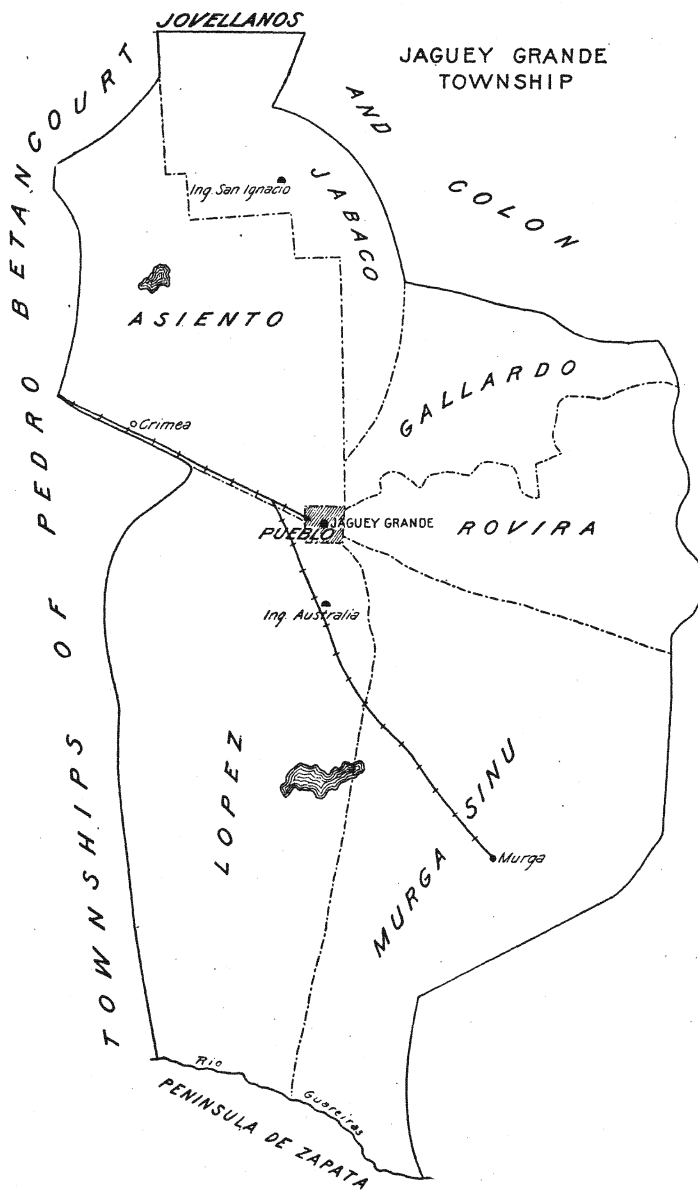 JOVELLANOS
JAGUEY GRANDE
TOWNSHIP
TOWNSHIPS OF PEDRO BETANCOURT
AND
COLON
Ing. San Ignacio
JABACO
ASIENTO
GALLARDO
Crimea
JAGUEY GRANDE
PUEBLO
ROVIRA
Ing. Australia
LOPEZ
MURGA SINU
Murga
Rio Guareiras
PENINSULA DE ZAPATA